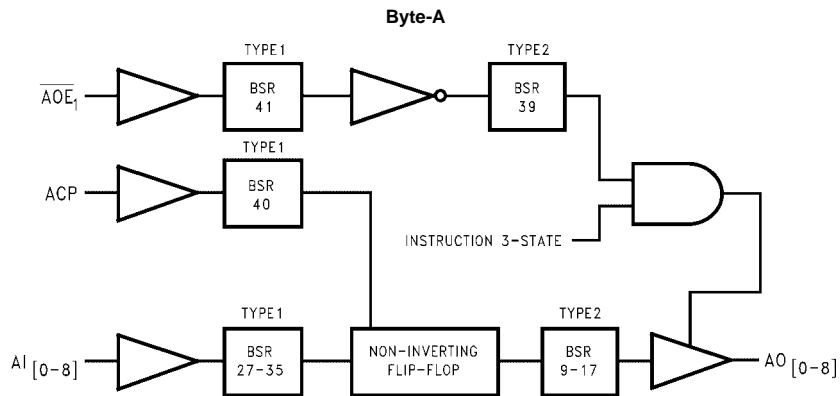 Byte-A
TYPE1
TYPE2
AOE1
BSR
41
BSR
39
TYPE1
ACP
BSR
40
INSTRUCTION 3-STATE
TYPE1
TYPE2
AI[0-8]
BSR
27-35
NON-INVERTING
FLIP-FLOP
BSR
9-17
AO[0-8]